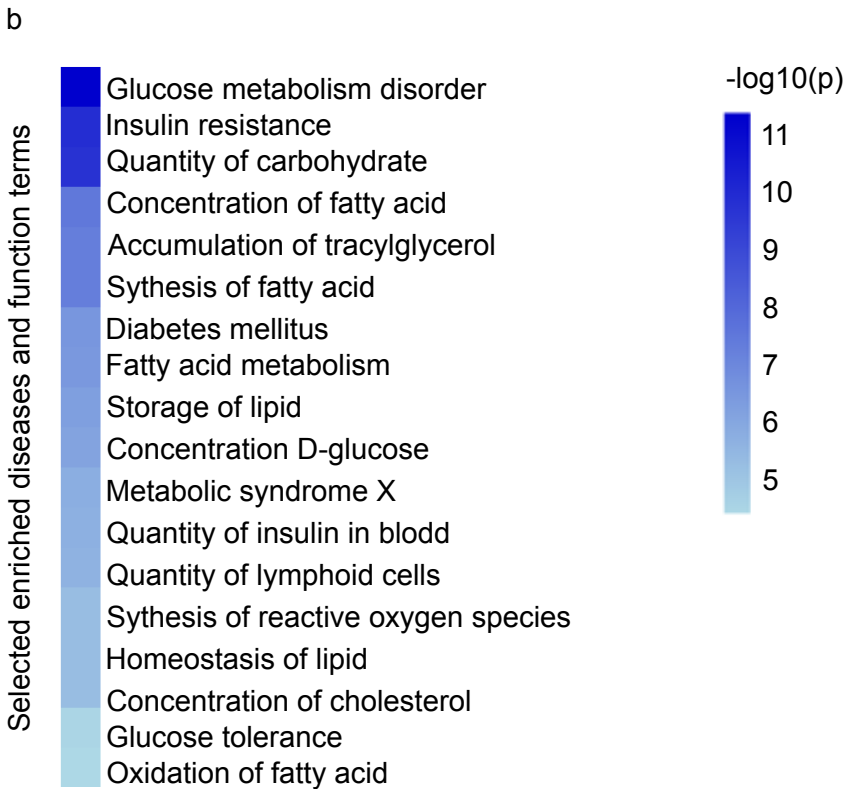 b
Selected enriched diseases and function terms
Glucose metabolism disorder
Insulin resistance
Quantity of carbohydrate
Concentration of fatty acid
Accumulation of tracylglycerol
Sythesis of fatty acid
Diabetes mellitus
Fatty acid metabolism
Storage of lipid
Concentration D-glucose
Metabolic syndrome X
Quantity of insulin in blodd
Quantity of lymphoid cells
Sythesis of reactive oxygen species
Homeostasis of lipid
Concentration of cholesterol
Glucose tolerance
Oxidation of fatty acid
-log10(p)
11
10
9
8
7
6
5